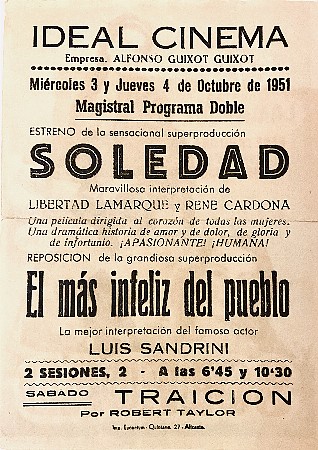 IDEAL CINEMA
Empresa. ALFONSO GUIXOT GUIXOT
Miércoles 3 y Jueves 4 de Octubre de 1951
Magistral Programa Doble
ESTRENO de la sensacional superproducción
SOLEDAD
Maravillosa interpretación de
LIBERTAD LAMARQUE y RENE CARDONA
Una película dirigida al corazón de todas las mujeres.
Una dramática historia de amor y de dolor, de gloria y
de infortunio. ¡APASIONANTE! ¡HUMANA!
REPOSICION de la grandiosa superproducción
El más infeliz del pueblo
La mejor interpretación del famoso actor
LUIS SANDRINI
2 SESIONES, 2 - A las 6'45 y 10'30
SABADO TRAICION
Por ROBERT TAYLOR
Quijano, 27 - Alicante.